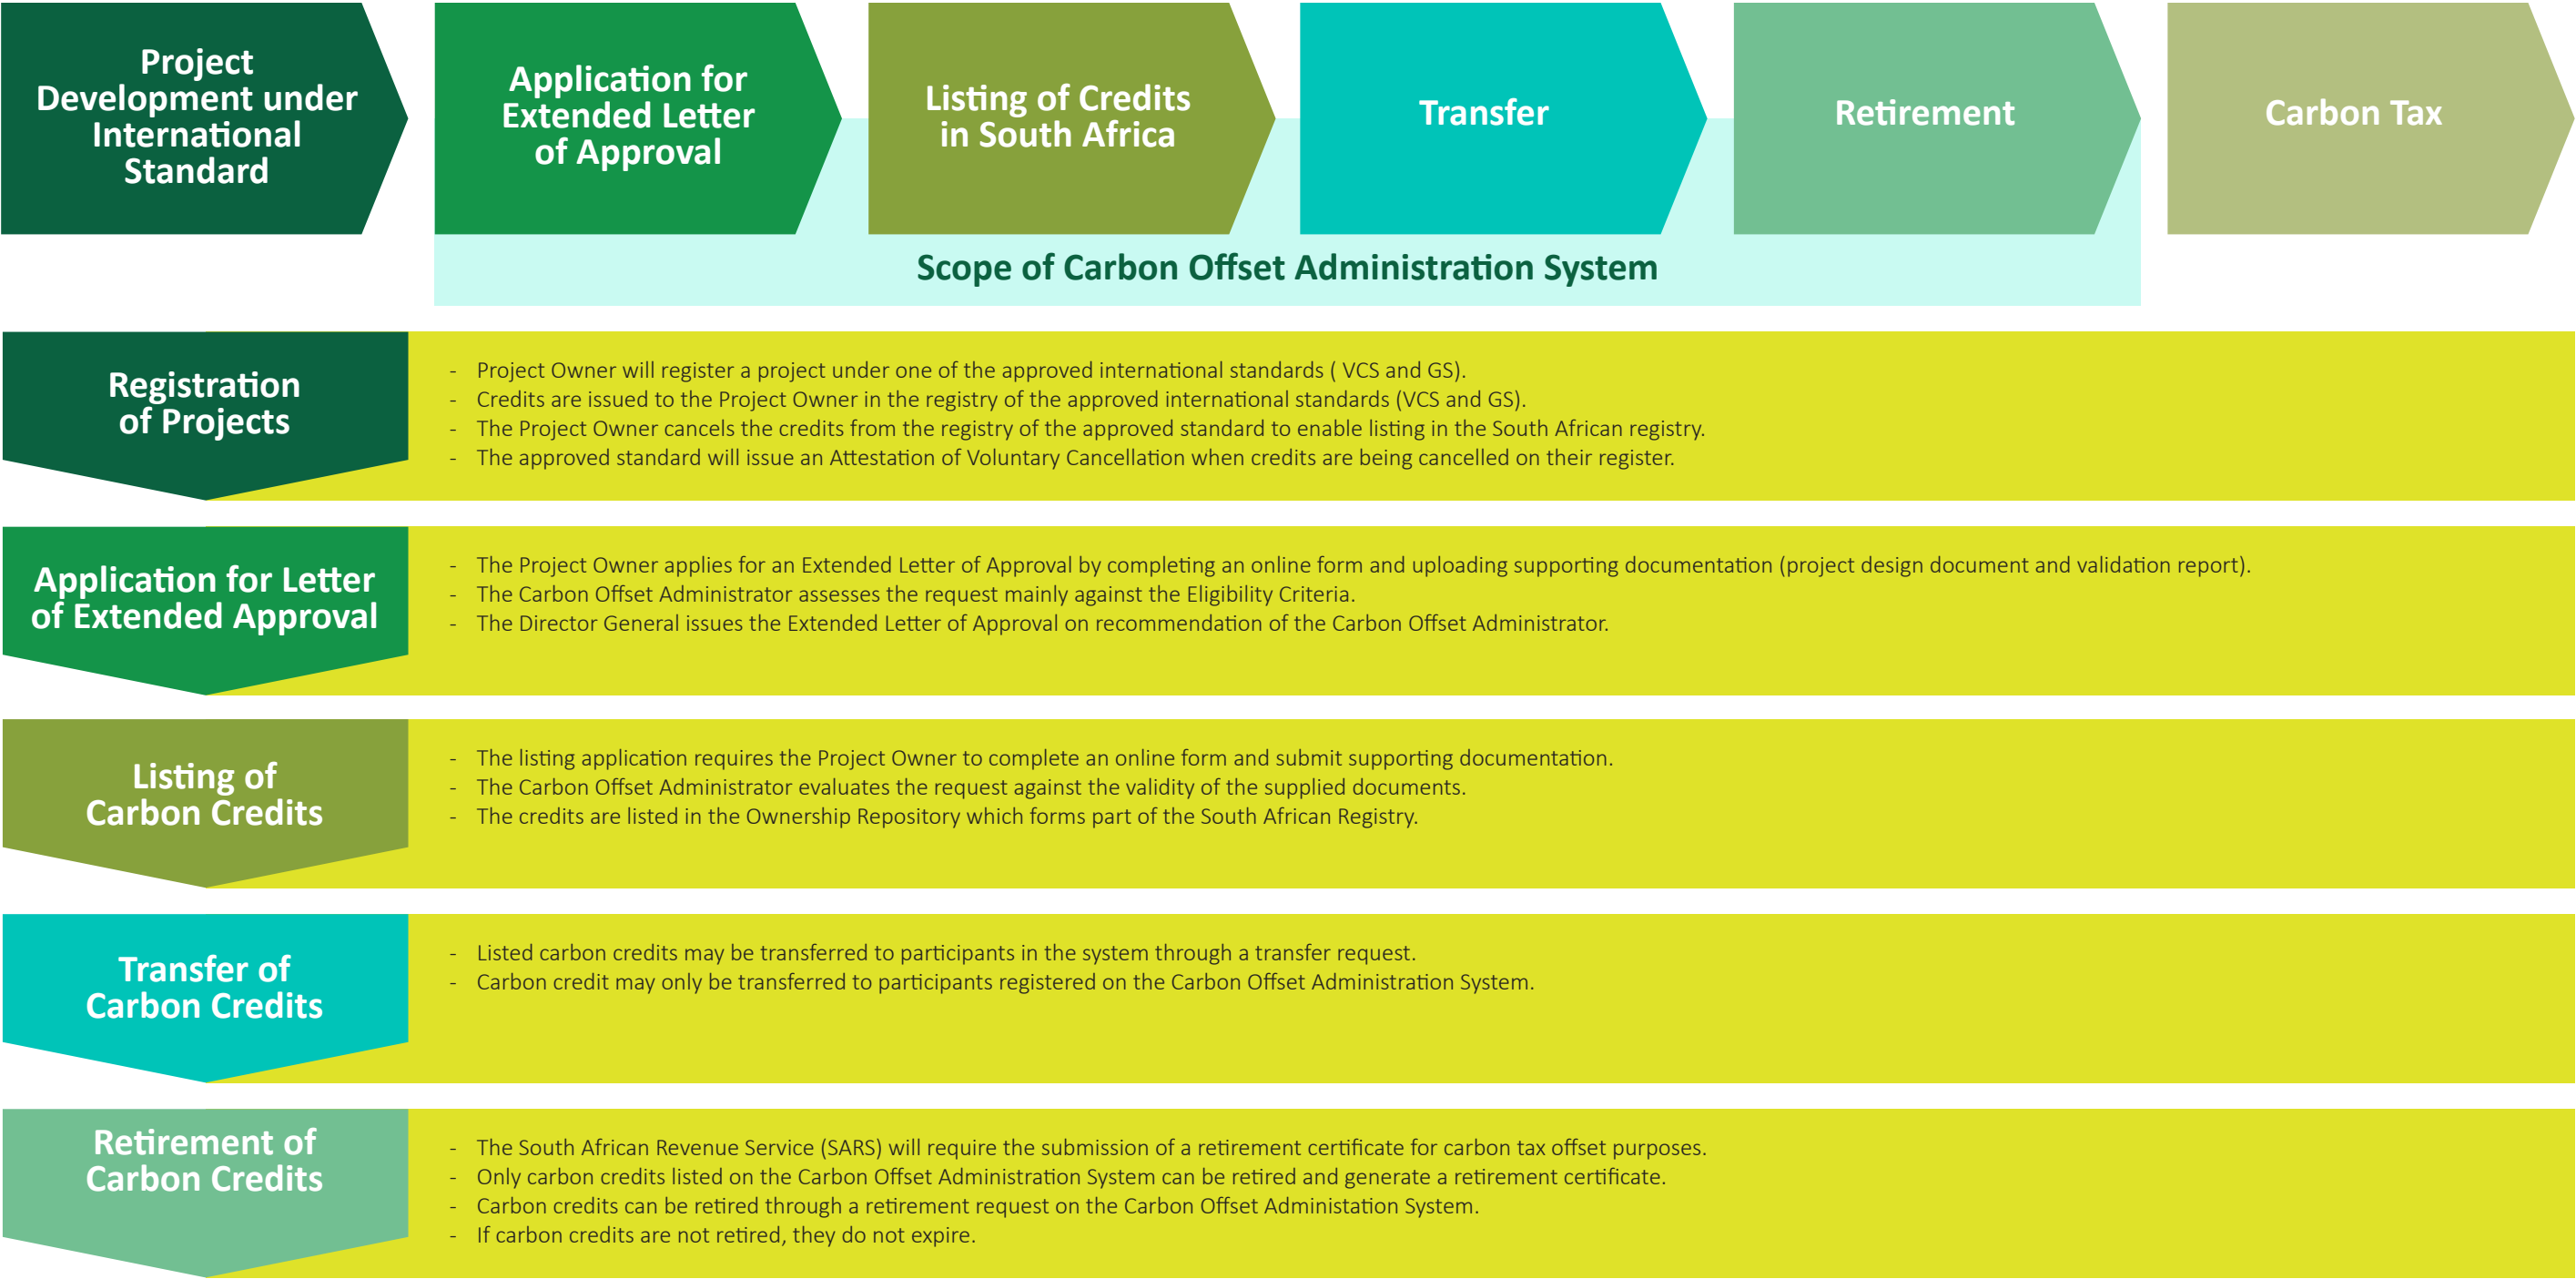 Project
Development under
International
Standard
Application for
Extended Letter
of Approval
Listing of Credits
in South Africa
Transfer
Retirement
Carbon Tax
Scope of Carbon Offset Administration System
Registration
of Projects
- Project Owner will register a project under one of the approved international standards ( VCS and GS).
- Credits are issued to the Project Owner in the registry of the approved international standards (VCS and GS).
- The Project Owner cancels the credits from the registry of the approved standard to enable listing in the South African registry.
- The approved standard will issue an Attestation of Voluntary Cancellation when credits are being cancelled on their register.
Application for Letter
of Extended Approval
- The Project Owner applies for an Extended Letter of Approval by completing an online form and uploading supporting documentation (project design document and validation report).
- The Carbon Offset Administrator assesses the request mainly against the Eligibility Criteria.
- The Director General issues the Extended Letter of Approval on recommendation of the Carbon Offset Administrator.
Listing of
Carbon Credits
- The listing application requires the Project Owner to complete an online form and submit supporting documentation.
- The Carbon Offset Administrator evaluates the request against the validity of the supplied documents.
- The credits are listed in the Ownership Repository which forms part of the South African Registry.
Transfer of
Carbon Credits
- Listed carbon credits may be transferred to participants in the system through a transfer request.
- Carbon credit may only be transferred to participants registered on the Carbon Offset Administration System.
Retirement of
Carbon Credits
- The South African Revenue Service (SARS) will require the submission of a retirement certificate for carbon tax offset purposes.
- Only carbon credits listed on the Carbon Offset Administration System can be retired and generate a retirement certificate.
- Carbon credits can be retired through a retirement request on the Carbon Offset Administation System.
- If carbon credits are not retired, they do not expire.